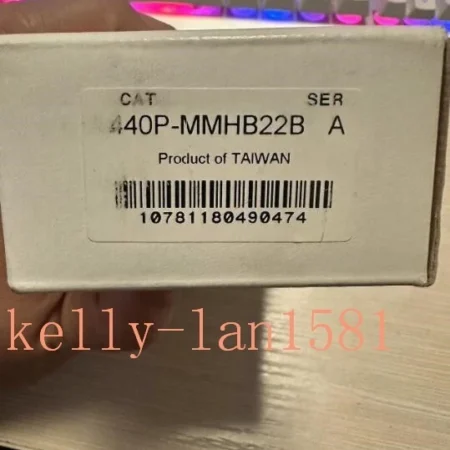 CAT SER
440P-MMHB22B A
Product of TAIWAN
10781180490474
kelly-lan1581